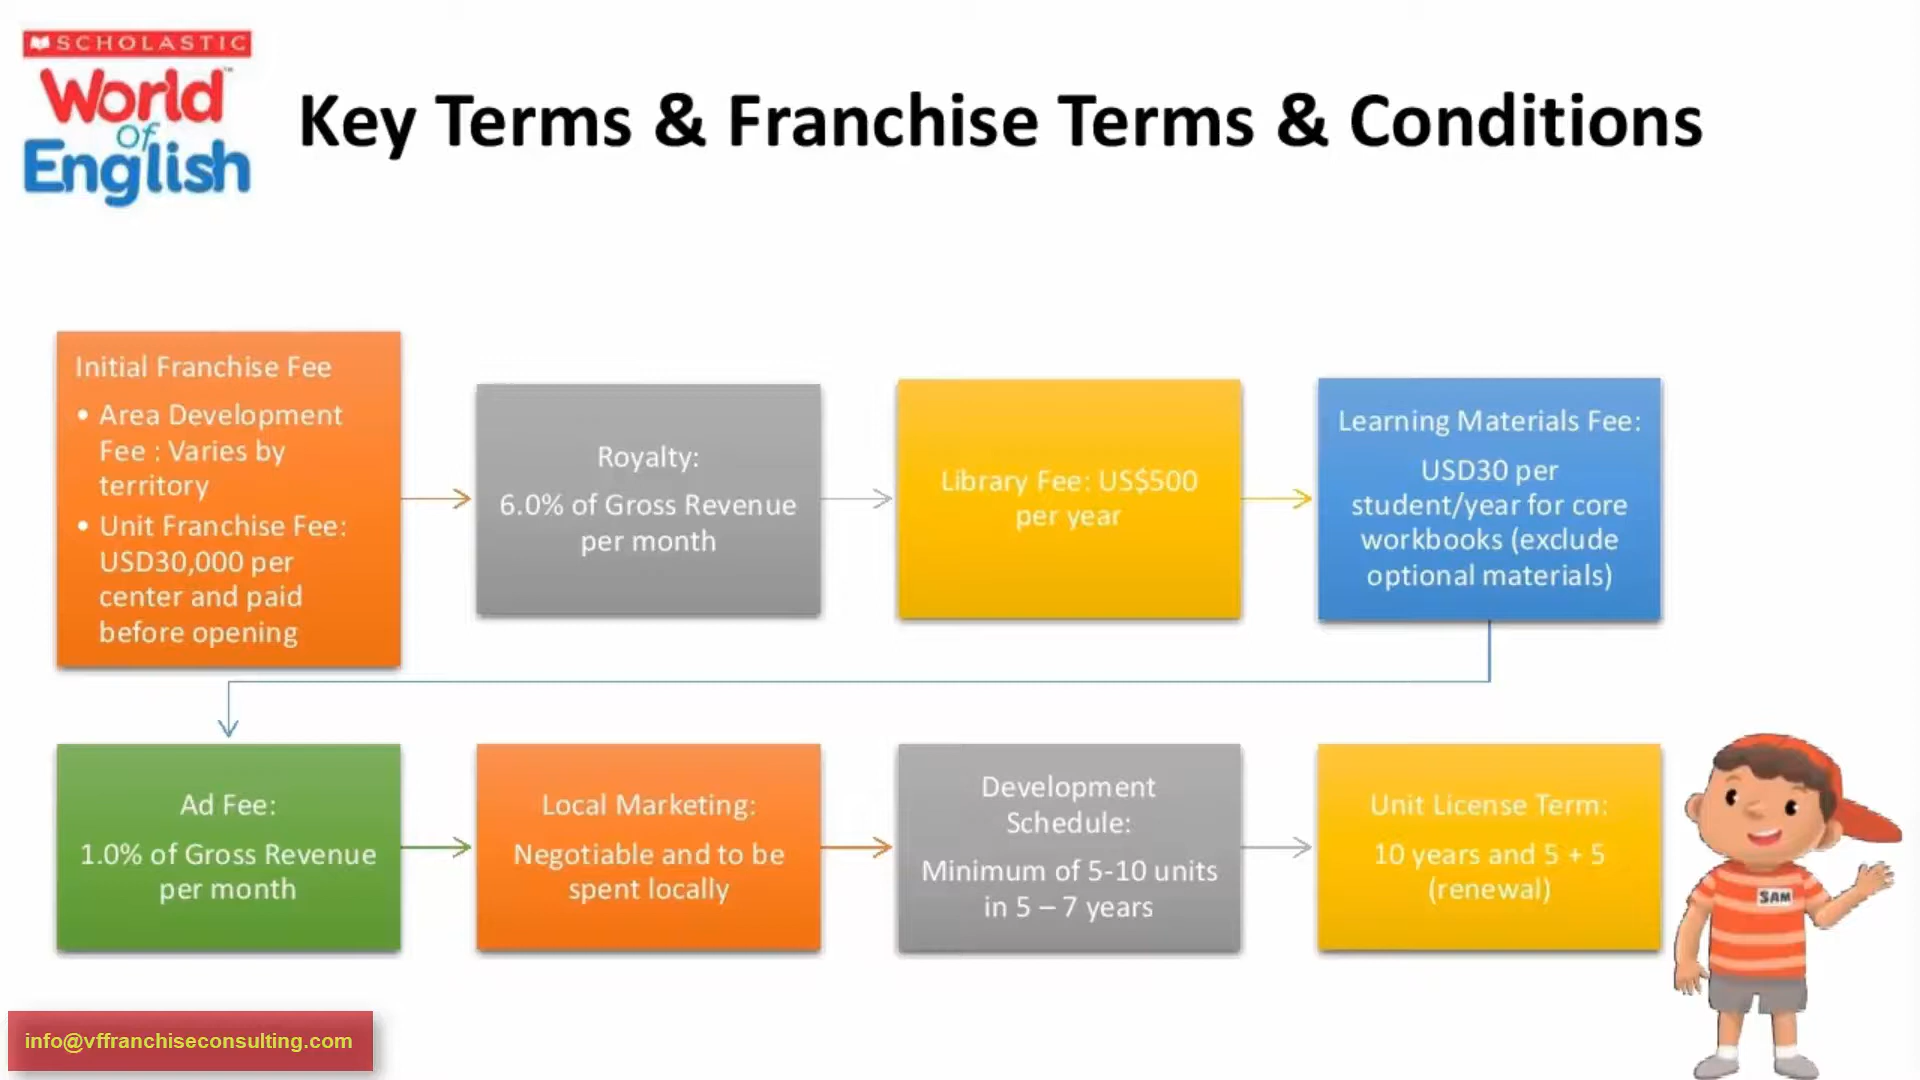 SCHOLASTIC
World™
of
English
Key Terms & Franchise Terms & Conditions
Initial Franchise Fee
• Area Development
Fee : Varies by
territory
• Unit Franchise Fee:
USD30,000 per
center and paid
before opening
Royalty:
6.0% of Gross Revenue
per month
Library Fee: US$500
per year
Learning Materials Fee:
USD30 per
student/year for core
workbooks (exclude
optional materials)
Ad Fee:
1.0% of Gross Revenue
per month
Local Marketing:
Negotiable and to be
spent locally
Development
Schedule:
Minimum of 5-10 units
in 5 – 7 years
Unit License Term:
10 years and 5 + 5
(renewal)
SAM
info@vffranchiseconsulting.com